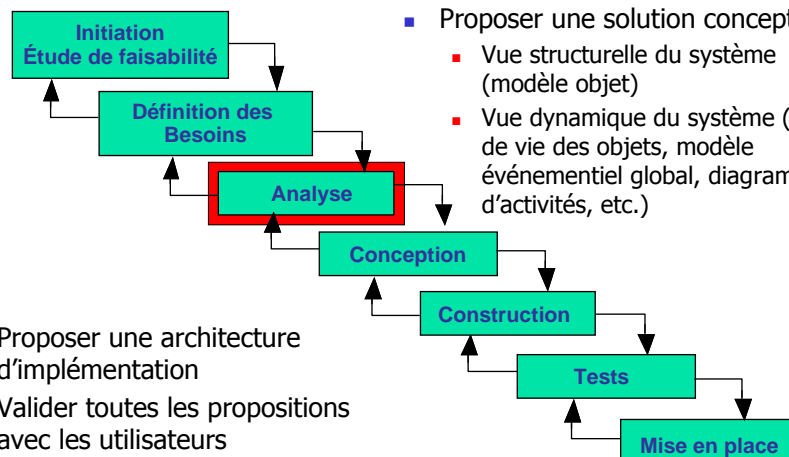 Initiation
Étude de faisabilité
Proposer une solution
Vue structurelle du système
(modèle objet)
Définition des
Besoins
Vue dynamique du système (
de vie des objets, modèle
événementiel global,
d'activités, etc.)
Analyse
Conception
Construction
Proposer une architecture
d'implémentation
Tests
Valider toutes les propositions
avec les utilisateurs
Mise en place